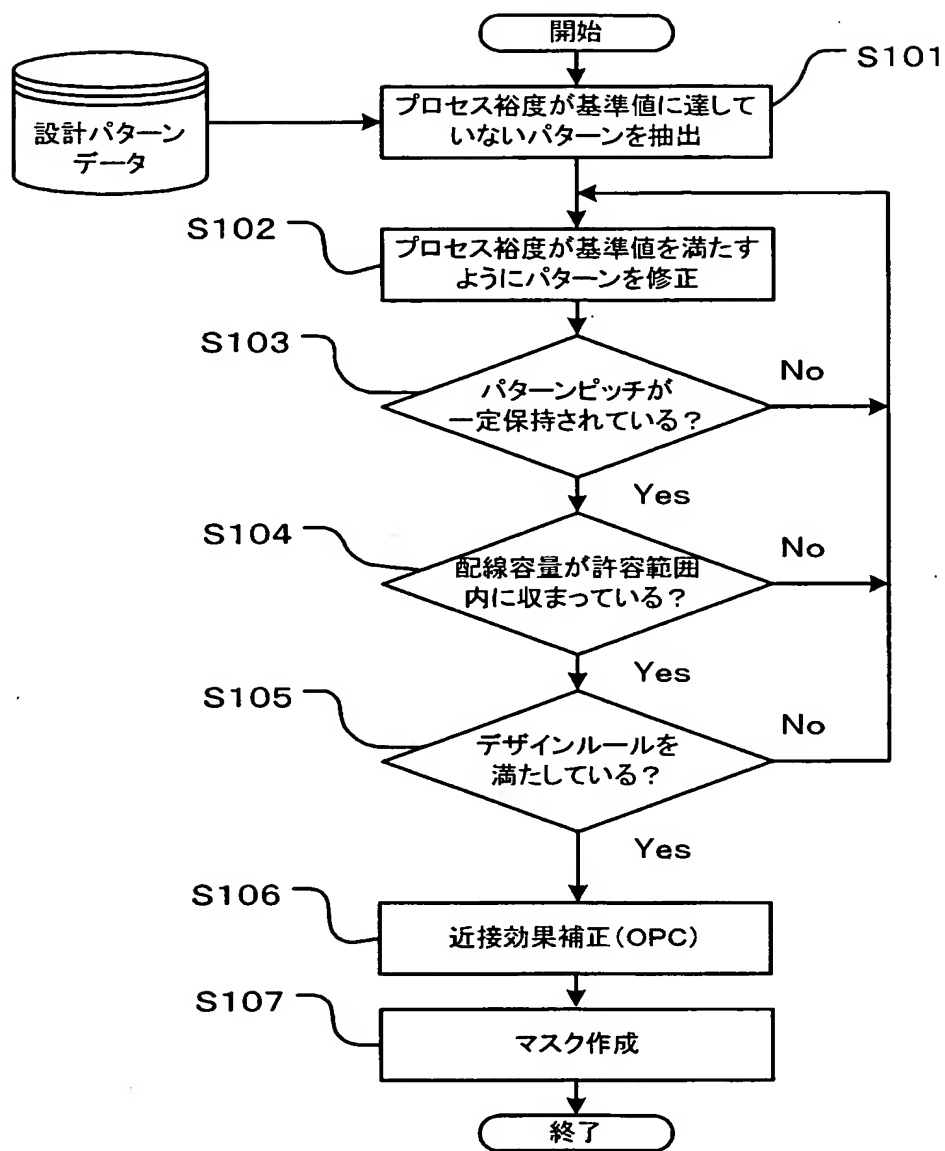 開始
S101
プロセス裕度が基準値に達して
いないパターンを抽出
設計パターン
データ
S102
プロセス裕度が基準値を満たす
ようにパターンを修正
S103
パターンピッチが
一定保持されている？
No
Yes
S104
配線容量が許容範囲
内に収まっている？
No
Yes
S105
デザインルールを
満たしている？
No
Yes
S106
近接効果補正（OPC）
S107
マスク作成
終了